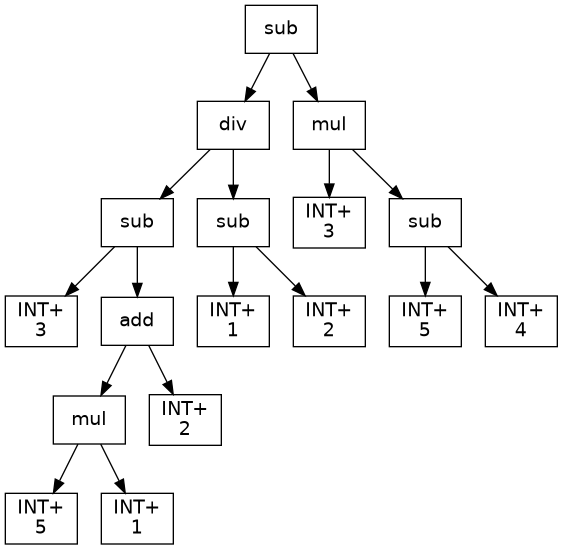 sub
div
mul
sub
sub
INT+
3
sub
INT+
3
add
INT+
1
INT+
2
INT+
5
INT+
4
mul
INT+
2
INT+
5
INT+
1